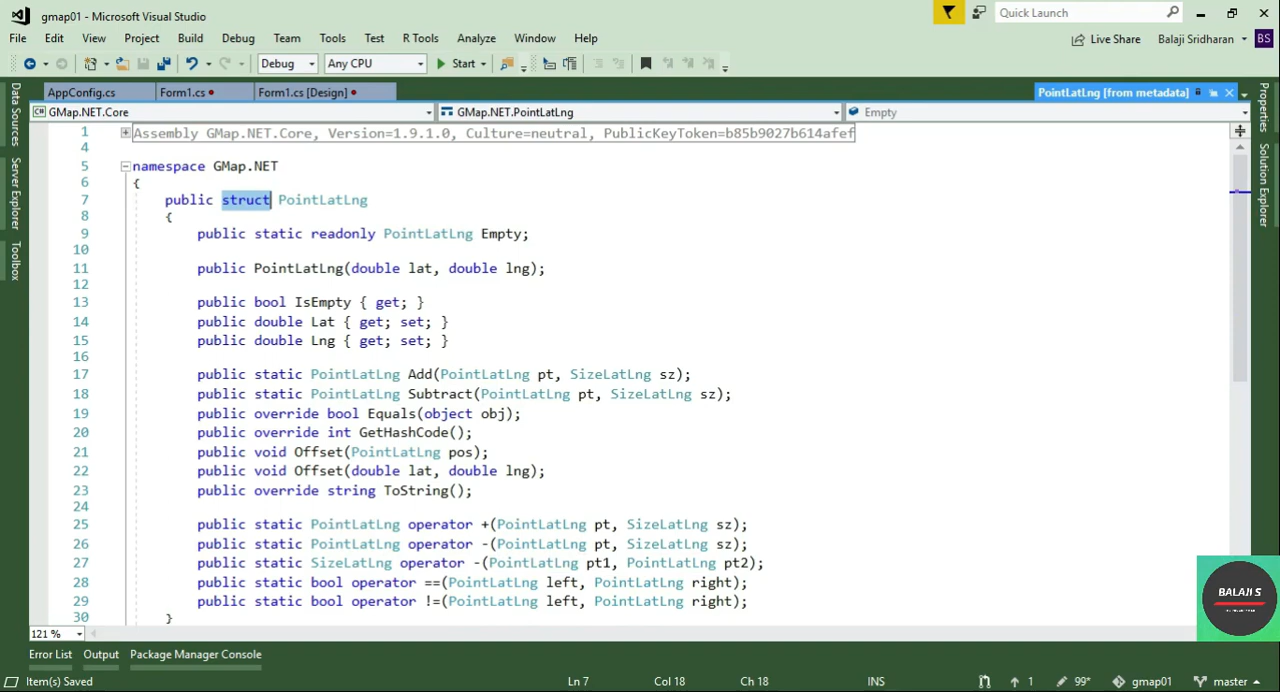 gmap01 - Microsoft Visual Studio
Quick Launch
File Edit View Project Build Debug Team Tools Test R Tools Analyze Window Help
Live Share Balaji Sridharan BS
Debug Any CPU Start
AppConfig.cs Form1.cs Form1.cs [Design] PointLatLng [from metadata]
GMap.NET.Core GMap.NET.PointLatLng Empty
Data Sources
Server Explorer
Toolbox
Properties
Solution Explorer
1 Assembly GMap.NET.Core, Version=1.9.1.0, Culture=neutral, PublicKeyToken=b85b9027b614afef
4
5 namespace GMap.NET
6 {
7 public struct PointLatLng
8 {
9 public static readonly PointLatLng Empty;
10
11 public PointLatLng(double lat, double lng);
12
13 public bool IsEmpty { get; }
14 public double Lat { get; set; }
15 public double Lng { get; set; }
16
17 public static PointLatLng Add(PointLatLng pt, SizeLatLng sz);
18 public static PointLatLng Subtract(PointLatLng pt, SizeLatLng sz);
19 public override bool Equals(object obj);
20 public override int GetHashCode();
21 public void Offset(PointLatLng pos);
22 public void Offset(double lat, double lng);
23 public override string ToString();
24
25 public static PointLatLng operator +(PointLatLng pt, SizeLatLng sz);
26 public static PointLatLng operator -(PointLatLng pt, SizeLatLng sz);
27 public static SizeLatLng operator -(PointLatLng pt1, PointLatLng pt2);
28 public static bool operator ==(PointLatLng left, PointLatLng right);
29 public static bool operator !=(PointLatLng left, PointLatLng right);
30 }
BALAJI S
121 %
Error List Output Package Manager Console
Item(s) Saved Ln 7 Col 18 Ch 18 INS 1 99* gmap01 master